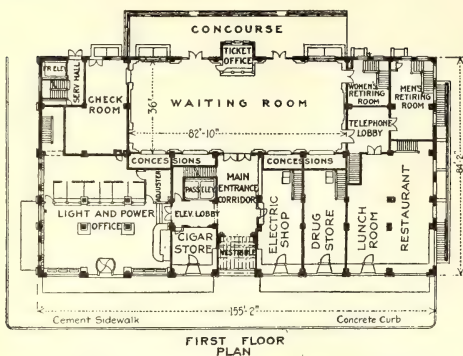 CONCOURSE
TICKET
OFFICE
FR. ELE.
SERV. HALL
CHECK
ROOM
WAITING ROOM
36'
82'-10"
WOMEN'S
RETIRING
ROOM
MEN'S
RETIRING
ROOM
TELEPHONE
LOBBY
84'-2"
CONCESSIONS
CONCESSIONS
ADJUSTER
PASS. ELEV.
MAIN
ENTRANCE
CORRIDOR
LIGHT AND POWER
OFFICE
ELEV. LOBBY
CIGAR
STORE
VESTIBULE
ELECTRIC
SHOP
DRUG
STORE
LUNCH
ROOM
RESTAURANT
155'-2"
Cement Sidewalk
Concrete Curb
FIRST FLOOR
PLAN